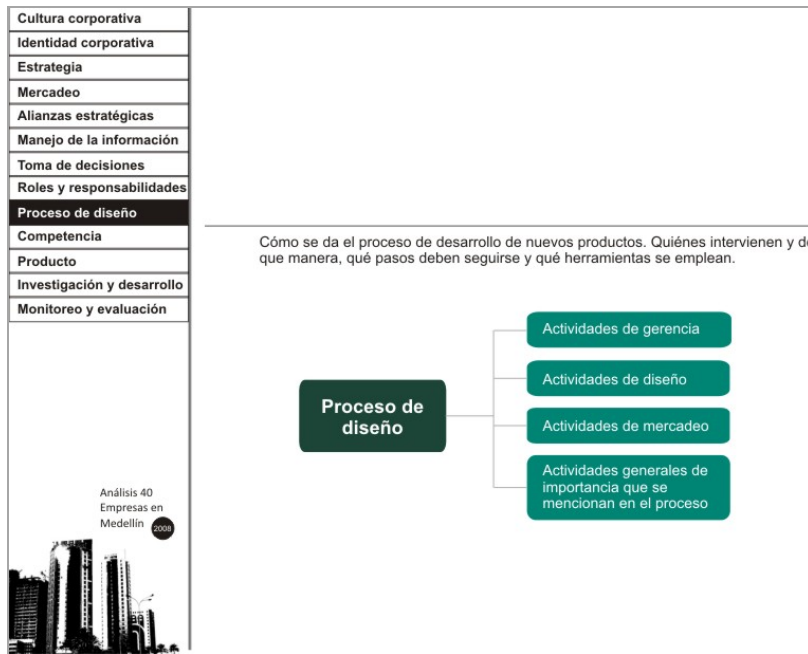 Cultura corporativa
Identidad corporativa
Estrategia
Mercadeo
Alianzas estratégicas
Manejo de la información
Toma de decisiones
Roles y responsabilidades
Proceso de diseño
Competencia
Producto
Investigación y desarrollo
Monitoreo y evaluación
Análisis 40
Empresas en
Medellín
2008
Cómo se da el proceso de desarrollo de nuevos productos. Quiénes intervienen y de
que manera, qué pasos deben seguirse y qué herramientas se emplean.
Proceso de
diseño
Actividades de gerencia
Actividades de diseño
Actividades de mercadeo
Actividades generales de
importancia que se
mencionan en el proceso